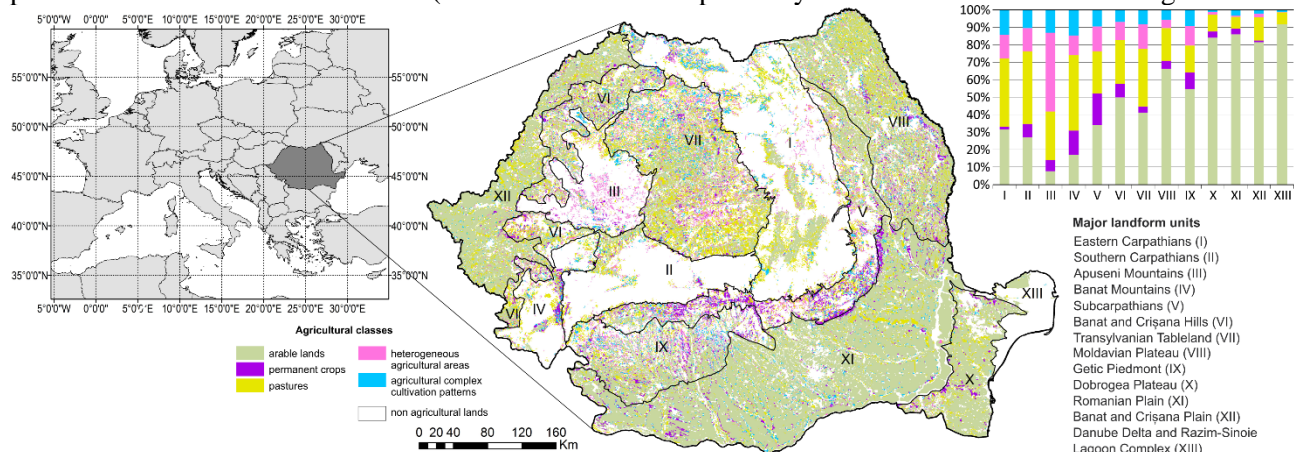 5°0'0"W 0°0'0" 5°0'0"E 10°0'0"E 15°0'0"E 20°0'0"E 25°0'0"E 30°0'0"E
55°0'0"N
50°0'0"N
45°0'0"N
40°0'0"N
35°0'0"N
55°0'0"N
50°0'0"N
45°0'0"N
40°0'0"N
35°0'0"N
5°0'0"W 0°0'0" 5°0'0"E 10°0'0"E 15°0'0"E 20°0'0"E 25°0'0"E 30°0'0"E
Agricultural classes
arable lands
permanent crops
pastures
heterogeneous
agricultural areas
agricultural complex
cultivation patterns
non agricultural lands
0 20 40 80 120 160
Km
VI
VII
I
VIII
XII
III
V
VI
II
IV
VI
IX
XI
X
XIII
100%
90%
80%
70%
60%
50%
40%
30%
20%
10%
0%
I II III IV V VI VII VIII IX X XI XII XIII
Major landform units
Eastern Carpathians (I)
Southern Carpathians (II)
Apuseni Mountains (III)
Banat Mountains (IV)
Subcarpathians (V)
Banat and Crișana Hills (VI)
Transylvanian Tableland (VII)
Moldavian Plateau (VIII)
Getic Piedmont (IX)
Dobrogea Plateau (X)
Romanian Plain (XI)
Banat and Crișana Plain (XII)
Danube Delta and Razim-Sinoie
Lagoon Complex (XIII)